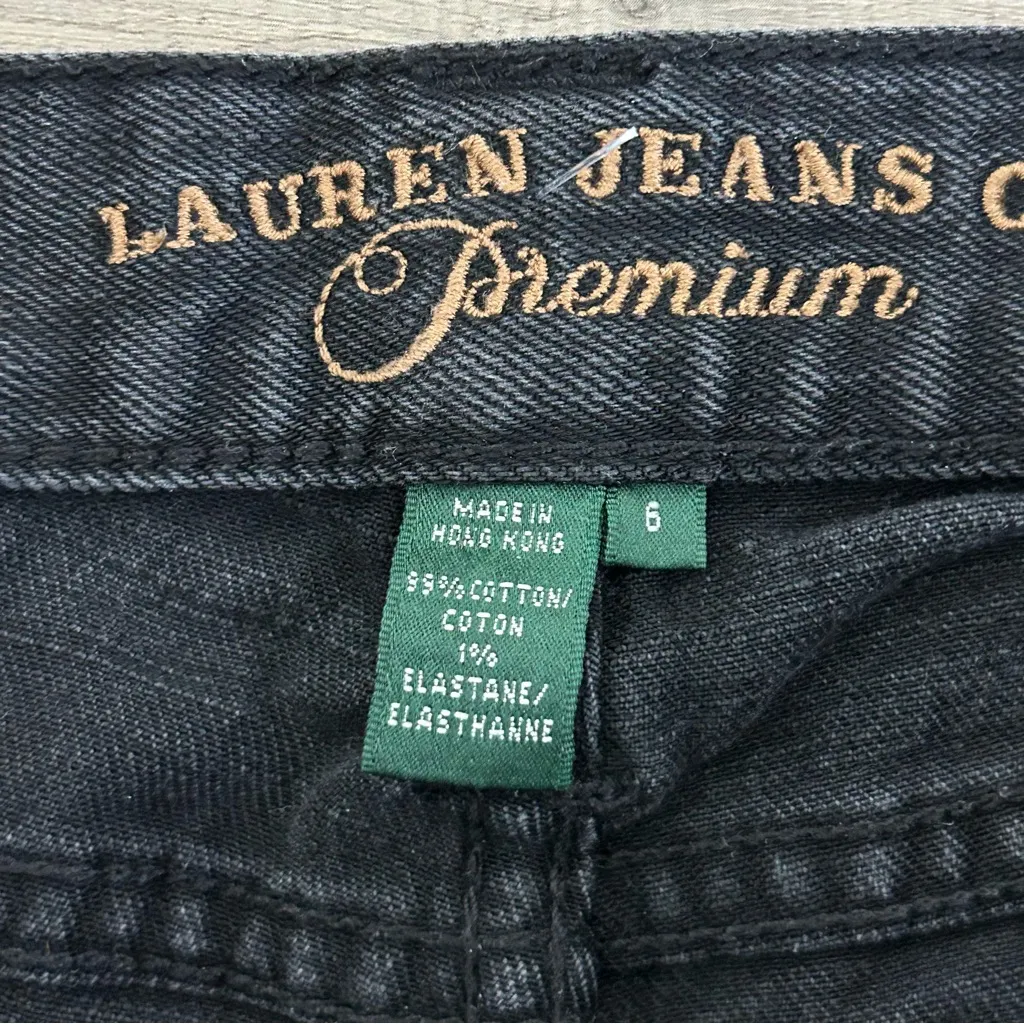 LAUREN JEANS C
Premium
MADE IN
HONG KONG
99% COTTON/
COTON
1%
ELASTANE/
ELASTHANNE
6